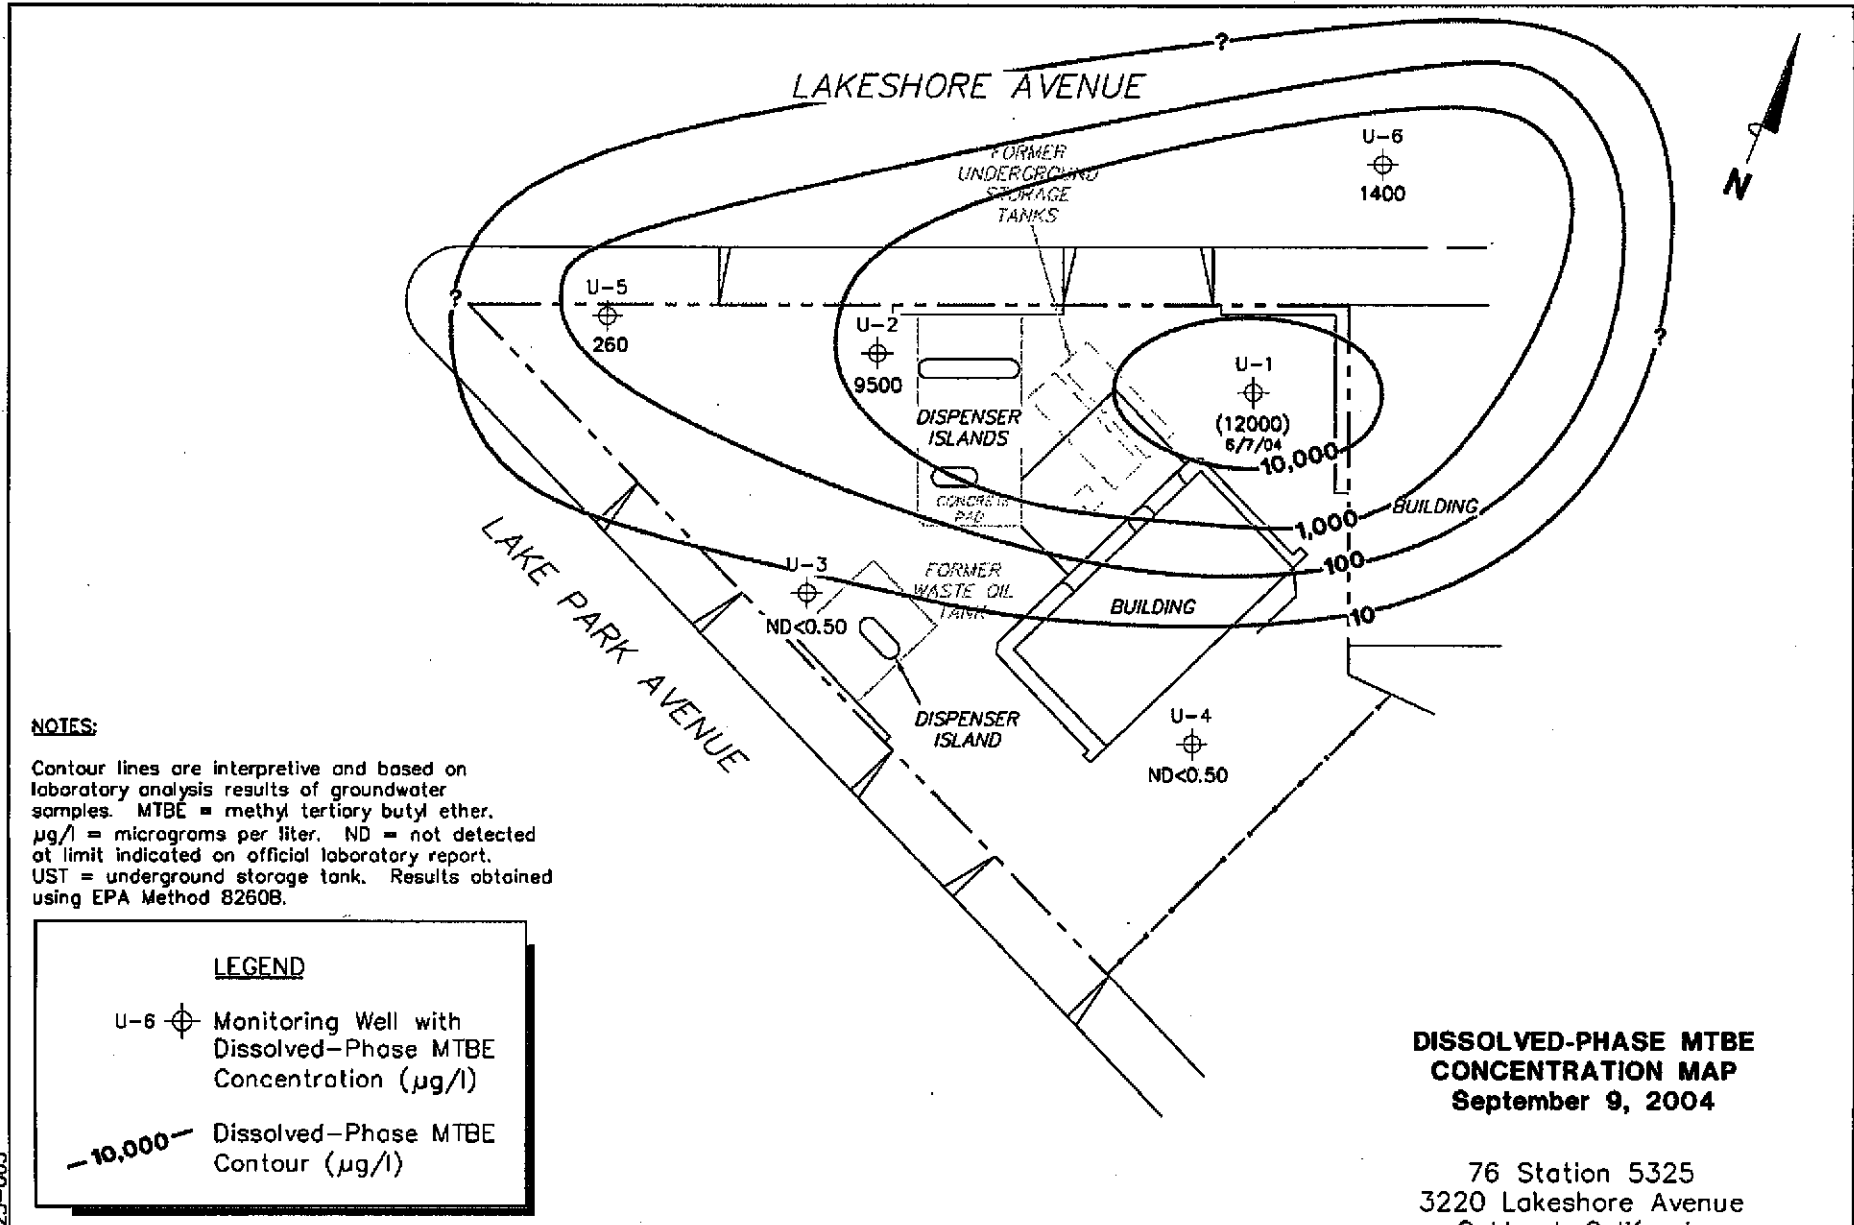 ?
LAKESHORE AVENUE
N
U-6
1400
FORMER
UNDERGROUND
STORAGE
TANKS
?
U-5
260
U-2
9500
?
U-1
(12000)
6/7/04
10,000
DISPENSER
ISLANDS
CONCRETE
PAD
1,000
BUILDING
100
10
LAKE PARK AVENUE
U-3
ND<0.50
FORMER
WASTE OIL
TANK
BUILDING
DISPENSER
ISLAND
U-4
ND<0.50
NOTES:
Contour lines are interpretive and based on
laboratory analysis results of groundwater
samples. MTBE = methyl tertiary butyl ether.
µg/l = micrograms per liter. ND = not detected
at limit indicated on official laboratory report.
UST = underground storage tank. Results obtained
using EPA Method 8260B.
LEGEND
U-6 Monitoring Well with
Dissolved-Phase MTBE
Concentration (µg/l)
10,000 Dissolved-Phase MTBE
Contour (µg/l)
DISSOLVED-PHASE MTBE
CONCENTRATION MAP
September 9, 2004
76 Station 5325
3220 Lakeshore Avenue